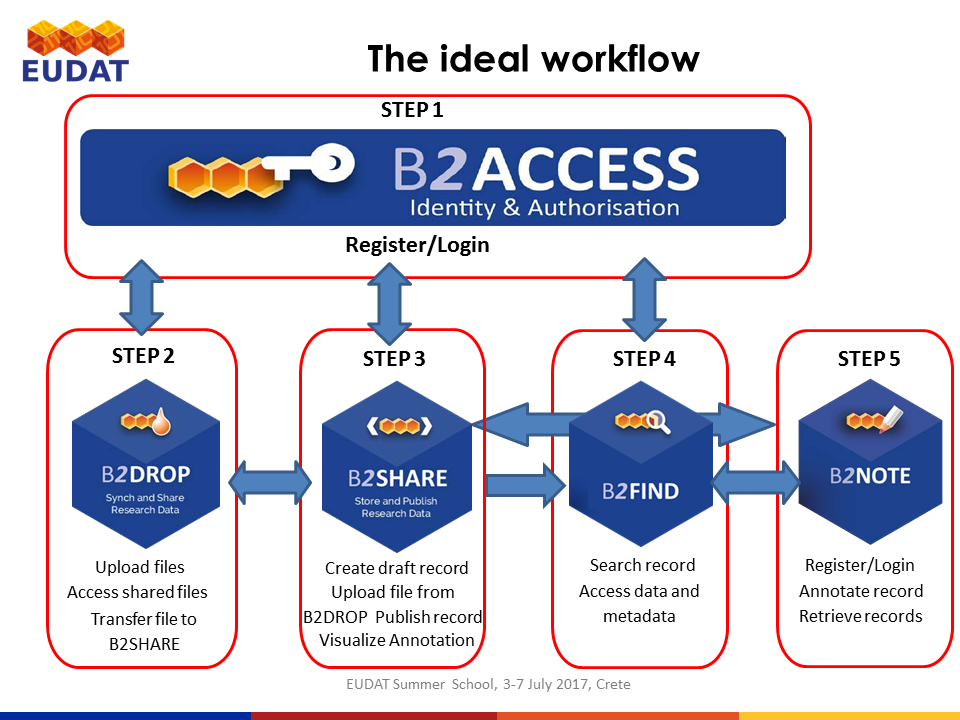 EUDAT
The ideal workflow
STEP 1
B2ACCESS
Identity & Authorisation
Register/Login
STEP 2
B2DROP
Synch and Share
Research Data
Upload files
Access shared files
Transfer file to
B2SHARE
STEP 3
B2SHARE
Store and Publish
Research Data
Create draft record
Upload file from
B2DROP Publish record
Visualize Annotation
STEP 4
B2FIND
Search record
Access data and
metadata
STEP 5
B2NOTE
Register/Login
Annotate record
Retrieve records
EUDAT Summer School, 3-7 July 2017, Crete